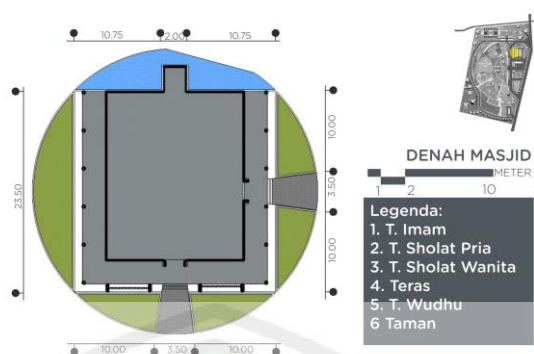 10.75 2.00 10.75
23.50
10.00
3.50
10.00
10.00 3.50 10.00
DENAH MASJID
METER
1 2 10
Legenda:
1. T. Imam
2. T. Sholat Pria
3. T. Sholat Wanita
4. Teras
5. T. Wudhu
6 Taman